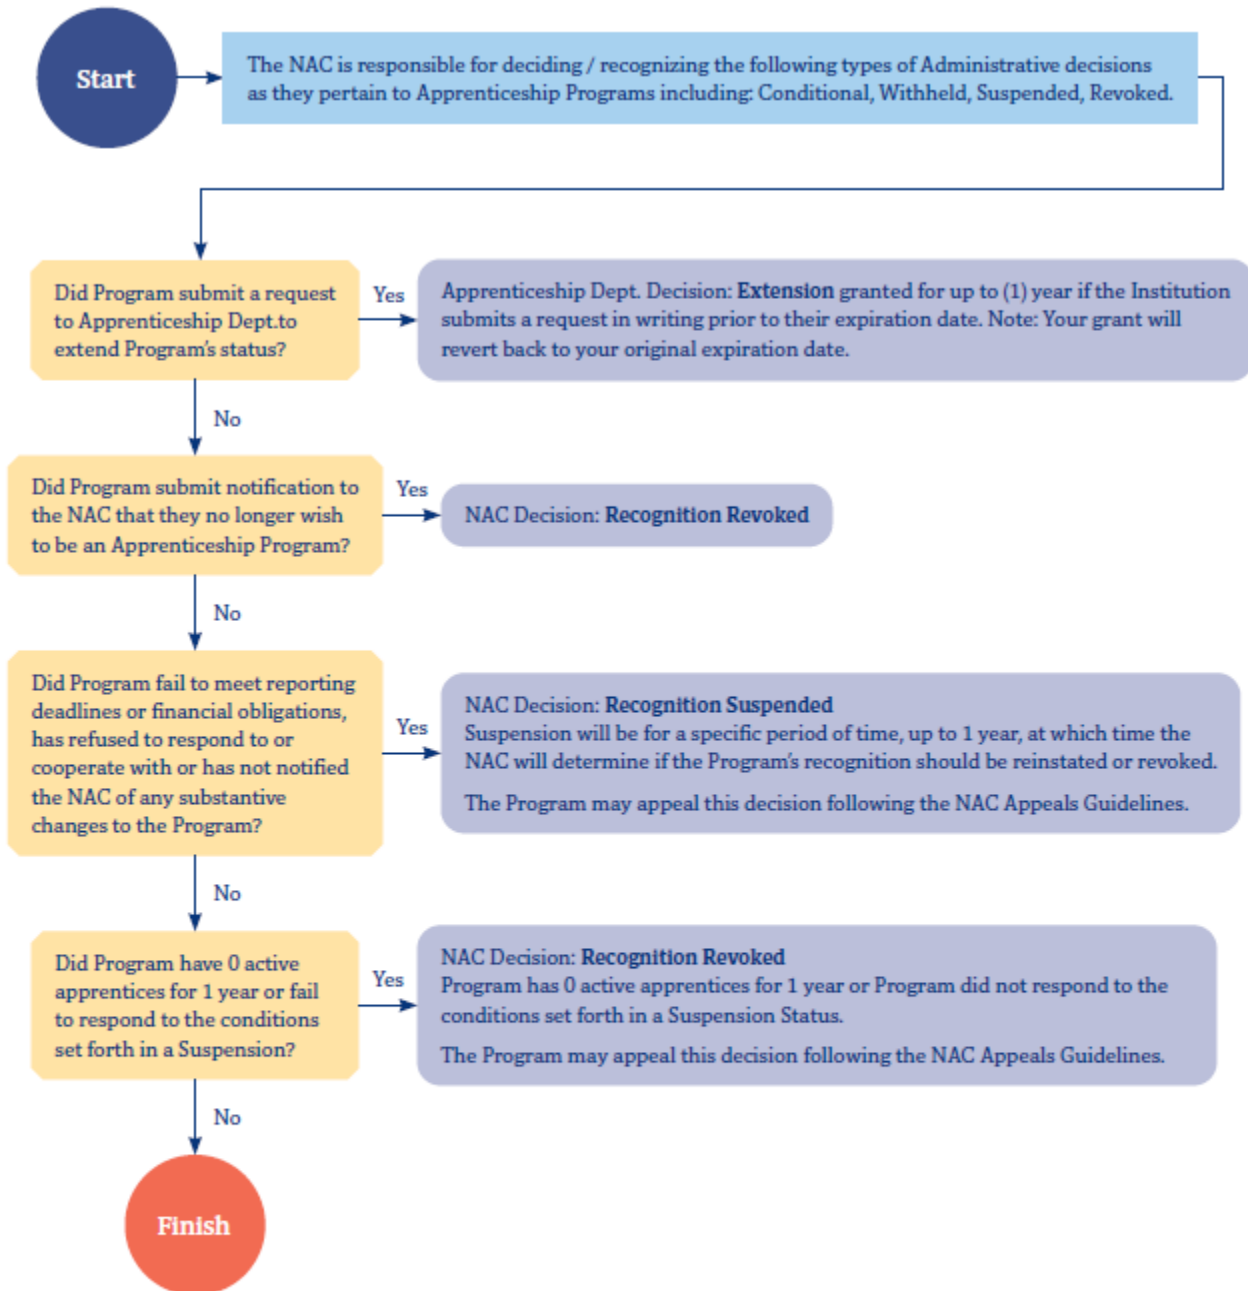 Start
The NAC is responsible for deciding / recognizing the following types of Administrative decisions
as they pertain to Apprenticeship Programs including: Conditional, Withheld, Suspended, Revoked.
Did Program submit a request
to Apprenticeship Dept.to
extend Program's status?
Yes
Apprenticeship Dept. Decision: Extension granted for up to (1) year if the Institution
submits a request in writing prior to their expiration date. Note: Your grant will
revert back to your original expiration date.
No
Did Program submit notification to
the NAC that they no longer wish
to be an Apprenticeship Program?
Yes
NAC Decision: Recognition Revoked
No
Did Program fail to meet reporting
deadlines or financial obligations,
has refused to respond to or
cooperate with or has not notified
the NAC of any substantive
changes to the Program?
Yes
NAC Decision: Recognition Suspended
Suspension will be for a specific period of time, up to 1 year, at which time the
NAC will determine if the Program's recognition should be reinstated or revoked.
The Program may appeal this decision following the NAC Appeals Guidelines.
No
Did Program have 0 active
apprentices for 1 year or fail
to respond to the conditions
set forth in a Suspension?
Yes
NAC Decision: Recognition Revoked
Program has 0 active apprentices for 1 year or Program did not respond to the
conditions set forth in a Suspension Status.
The Program may appeal this decision following the NAC Appeals Guidelines.
No
Finish